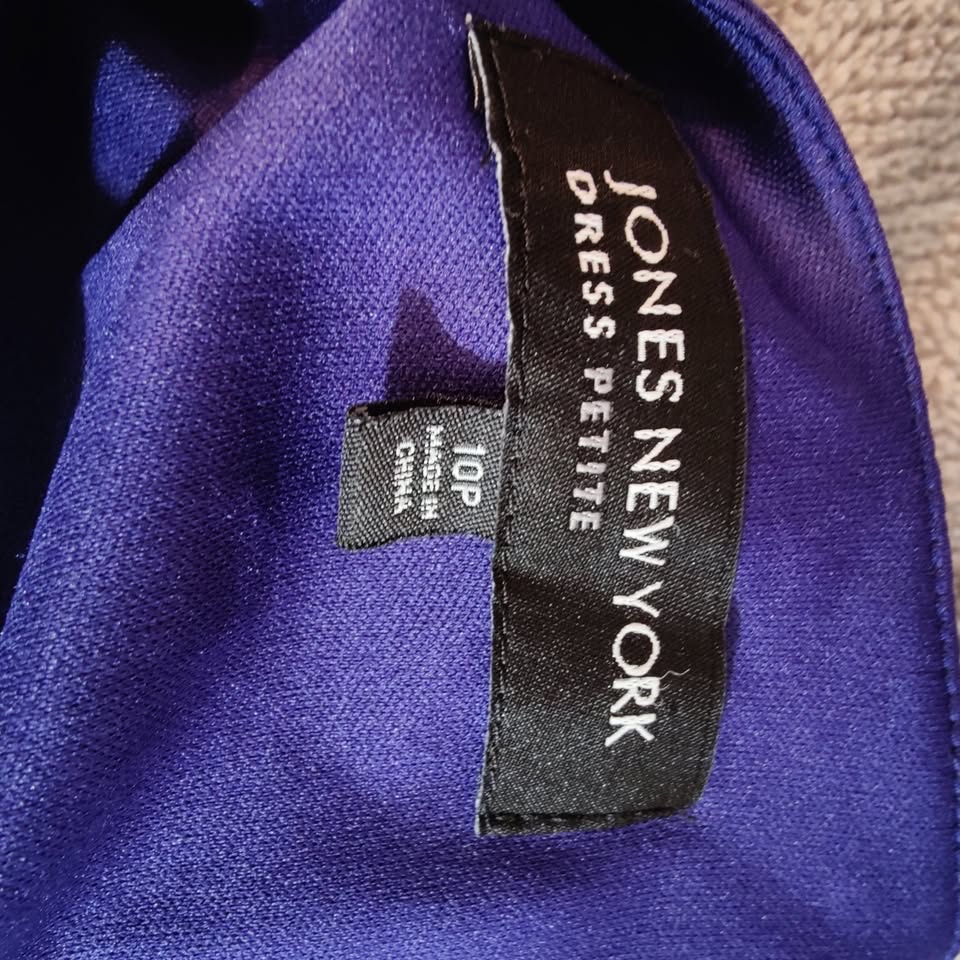 JONES NEW YORK
DRESS PETITE
10P
MADE IN
CHINA